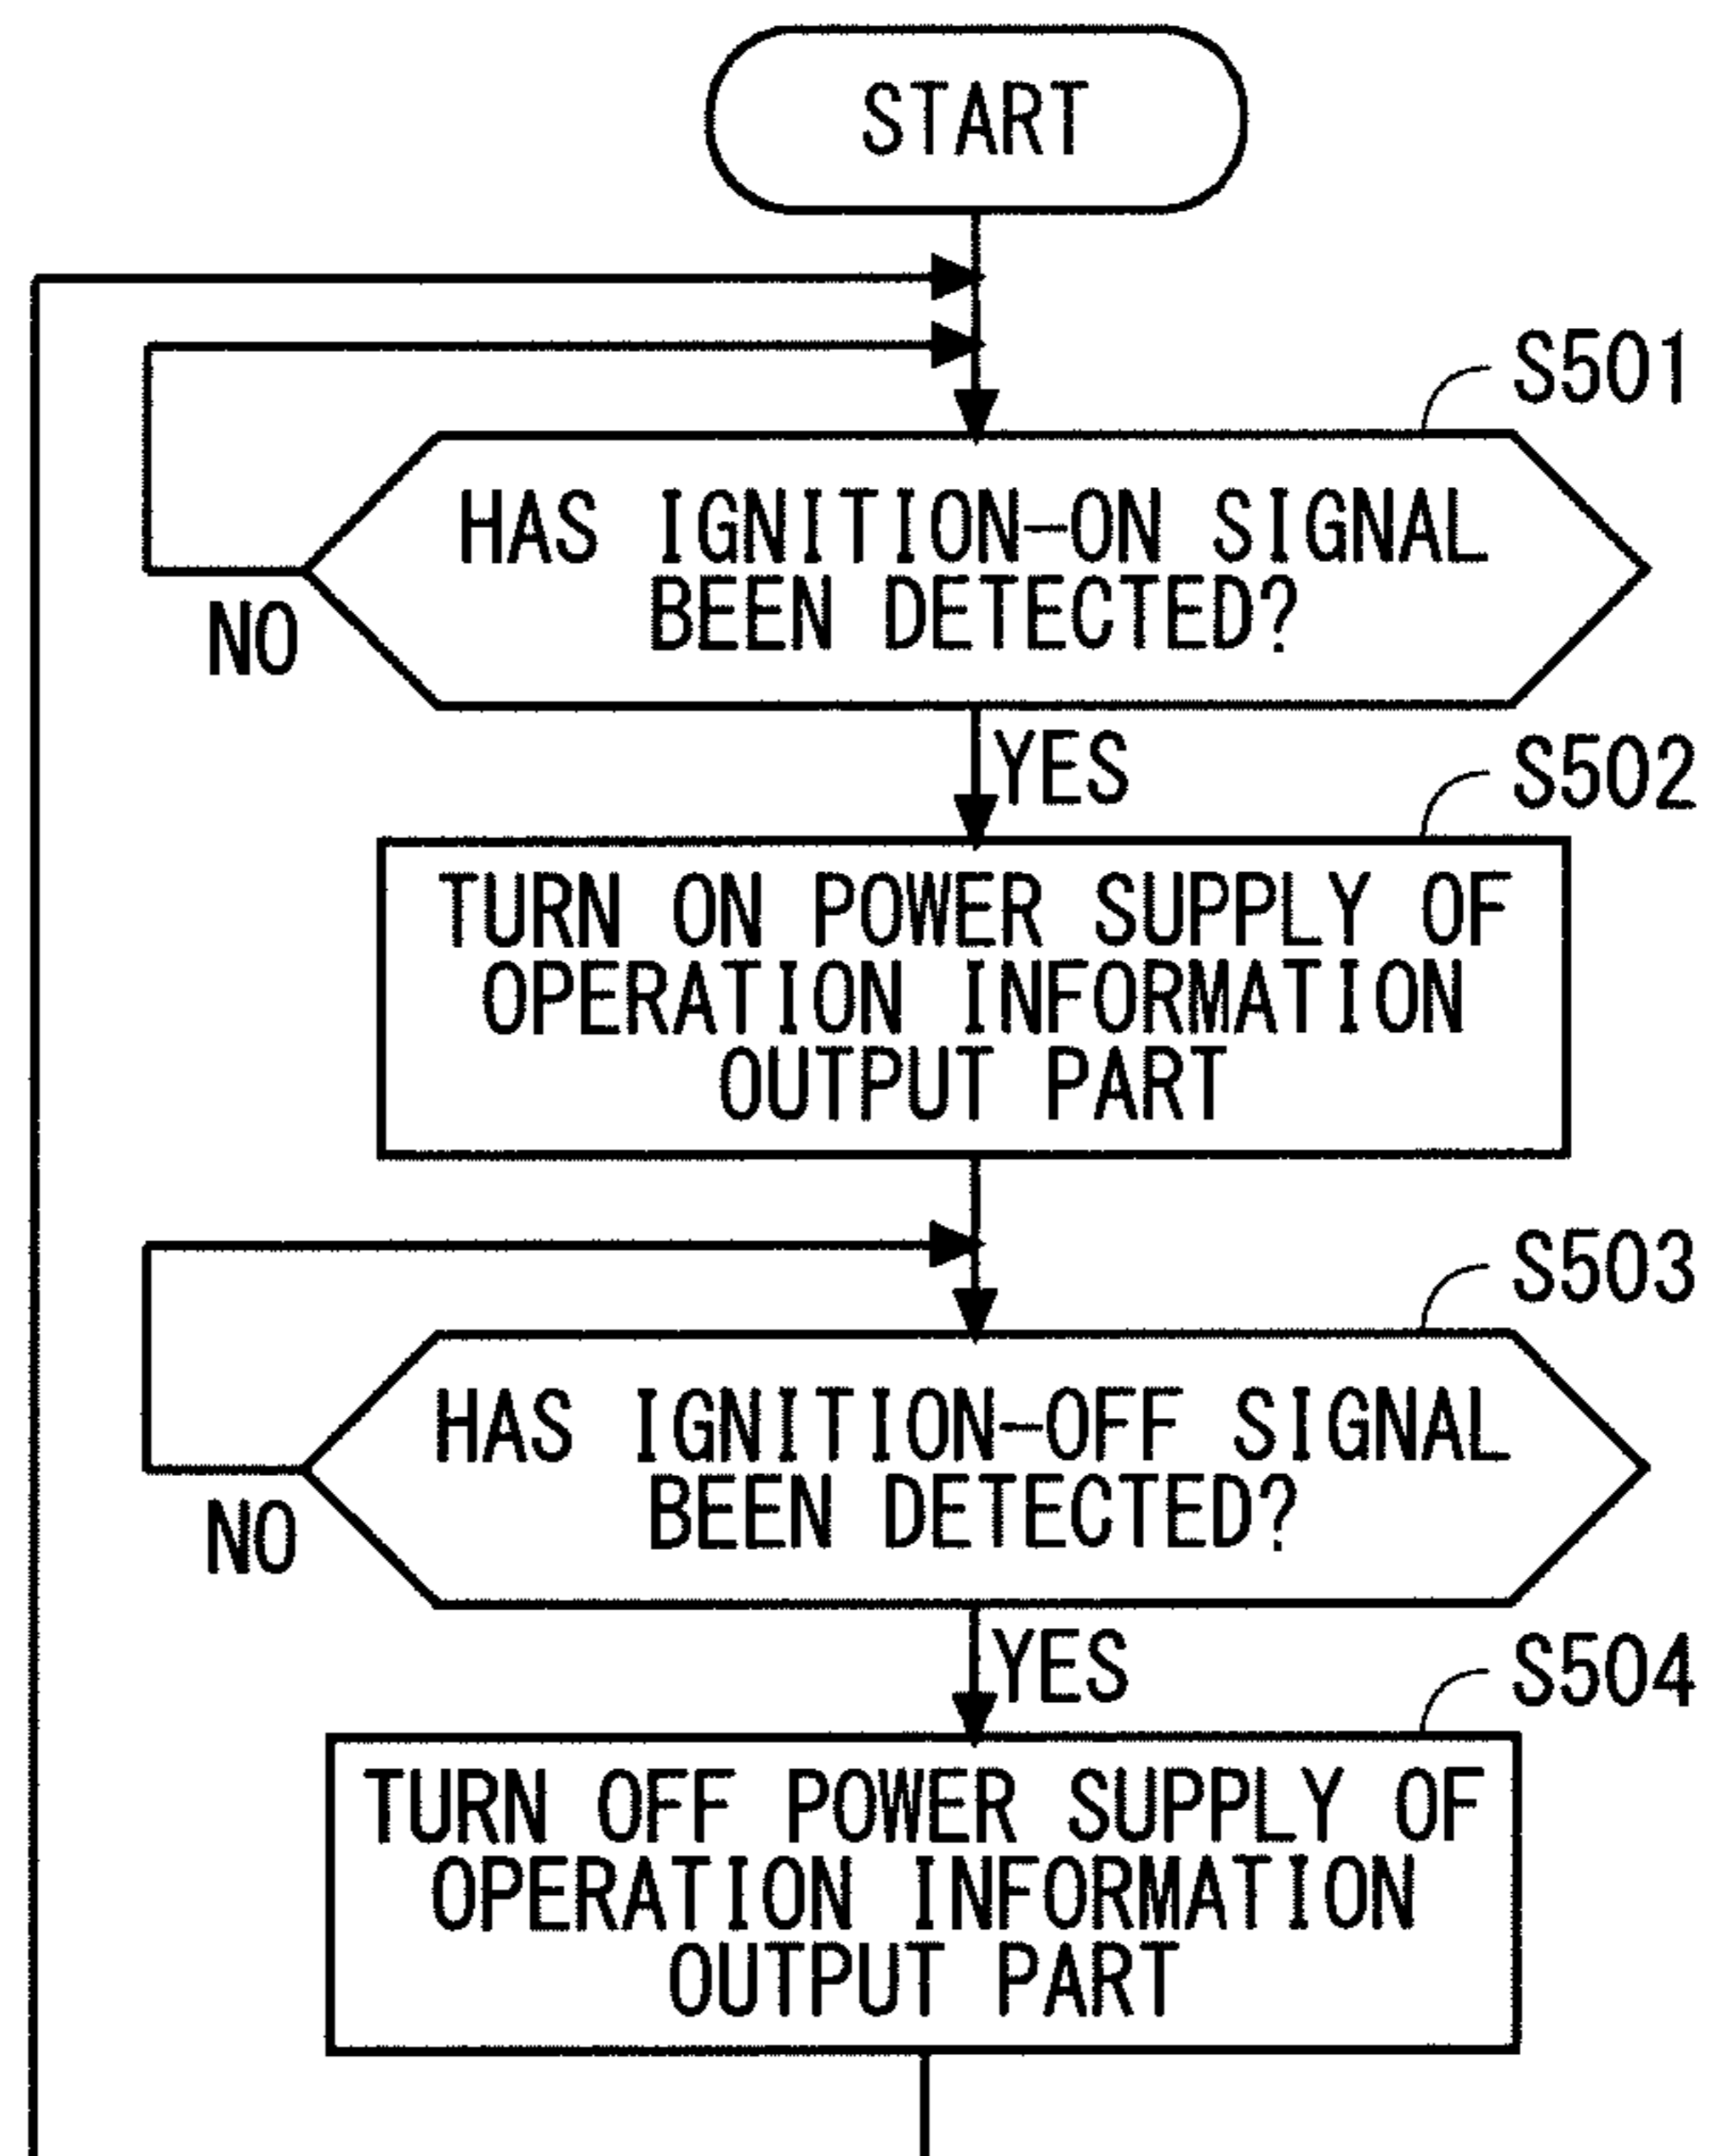 START
S501
HAS IGNITION-ON SIGNAL
BEEN DETECTED?
NO
YES
S502
TURN ON POWER SUPPLY OF
OPERATION INFORMATION
OUTPUT PART
S503
HAS IGNITION-OFF SIGNAL
BEEN DETECTED?
NO
YES
S504
TURN OFF POWER SUPPLY OF
OPERATION INFORMATION
OUTPUT PART